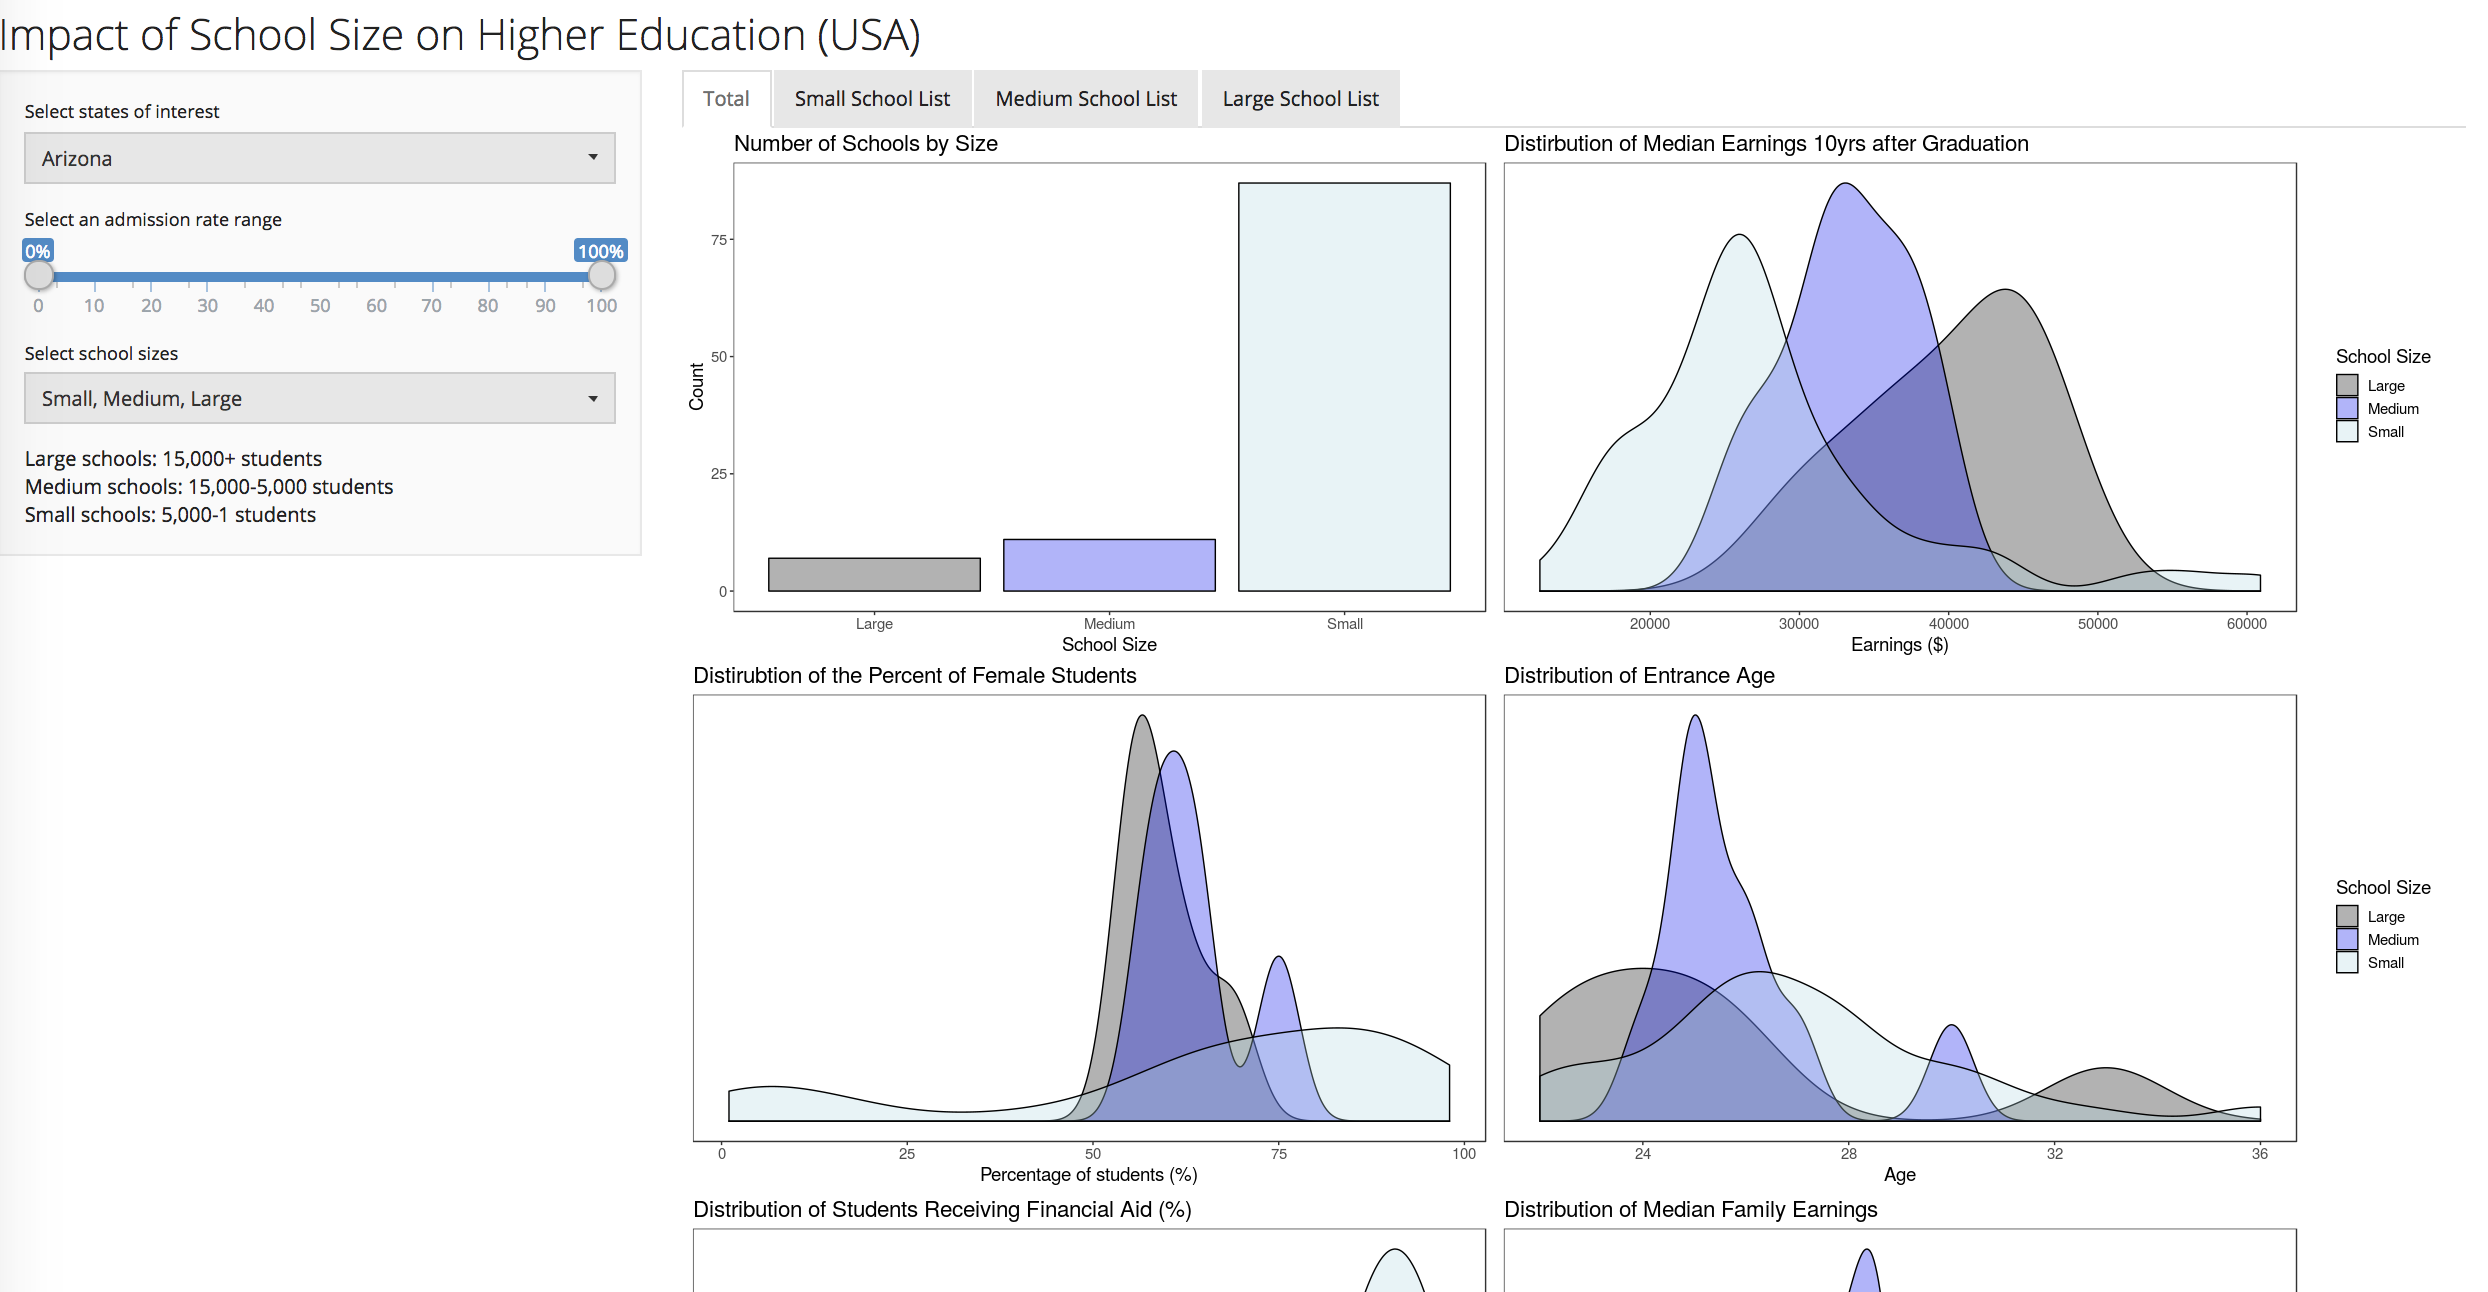 Impact of School Size on Higher Education (USA)
Select states of interest
Arizona
Select an admission rate range
0% 100%
0 10 20 30 40 50 60 70 80 90 100
Select school sizes
Small, Medium, Large
Large schools: 15,000+ students
Medium schools: 15,000-5,000 students
Small schools: 5,000-1 students
Total Small School List Medium School List Large School List
Number of Schools by Size
75
50
25
0
Count
Large Medium Small
School Size
Distirbution of Median Earnings 10yrs after Graduation
20000 30000 40000 50000 60000
Earnings ($)
School Size
Large
Medium
Small
Distirubtion of the Percent of Female Students
0 25 50 75 100
Percentage of students (%)
Distribution of Entrance Age
24 28 32 36
Age
School Size
Large
Medium
Small
Distribution of Students Receiving Financial Aid (%)
Distribution of Median Family Earnings